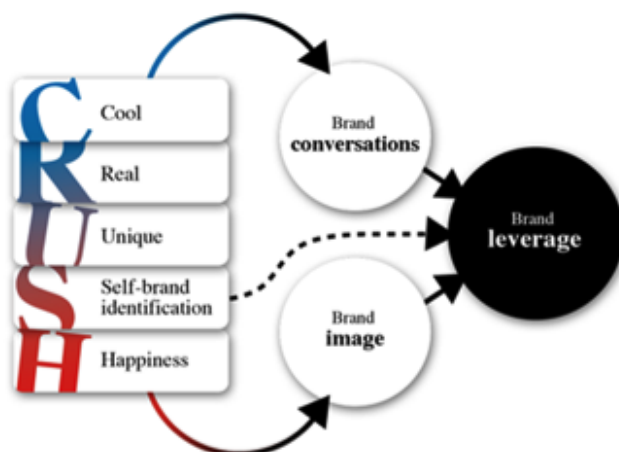 C Cool
R Real
U Unique
S Self-brand
identification
H Happiness
Brand
conversations
Brand
image
Brand
leverage